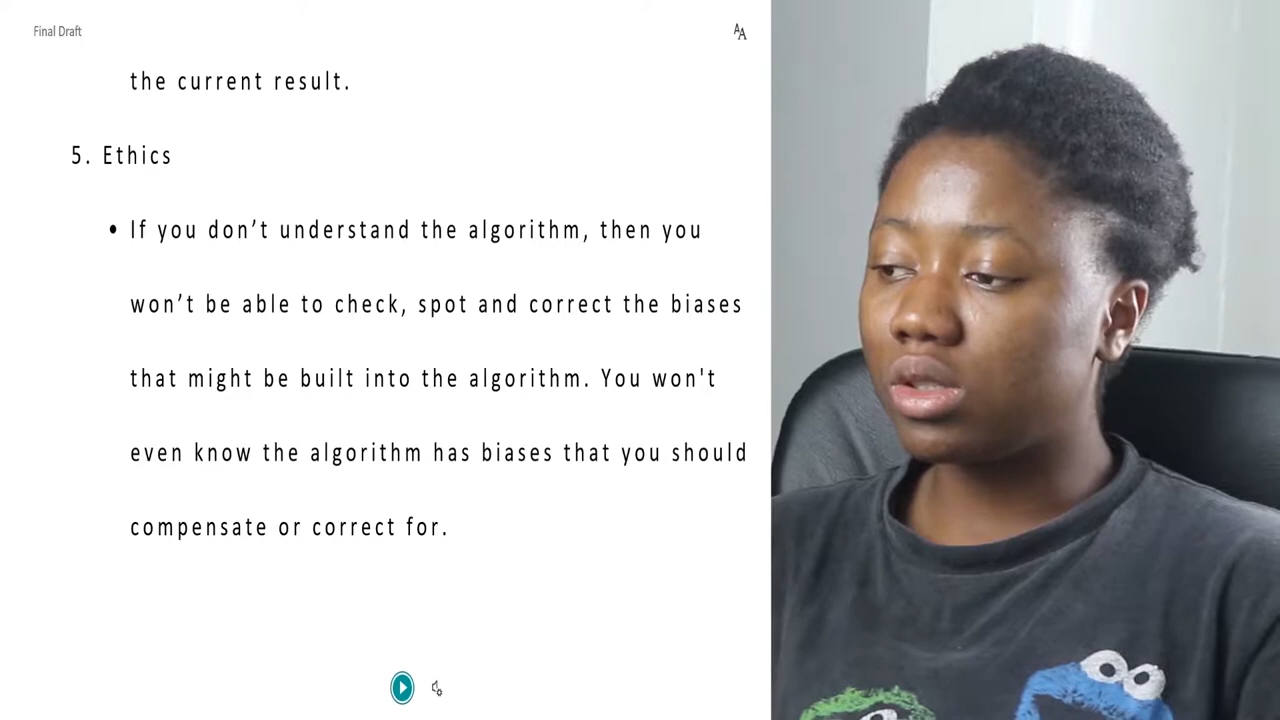 Final Draft
the current result.
5. Ethics
• If you don’t understand the algorithm, then you
won’t be able to check, spot and correct the biases
that might be built into the algorithm. You won't
even know the algorithm has biases that you should
compensate or correct for.